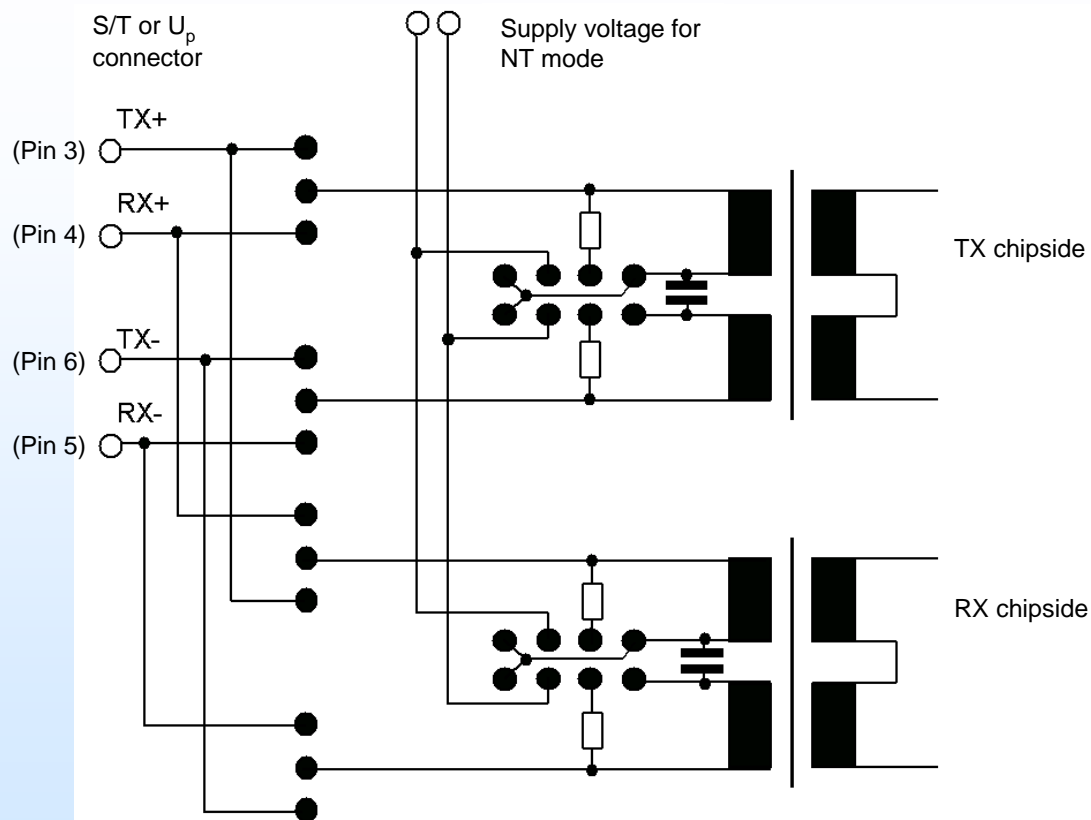 S/T or Up
connector
Supply voltage for
NT mode
TX+
(Pin 3)
RX+
(Pin 4)
TX chipside
TX-
(Pin 6)
RX-
(Pin 5)
RX chipside